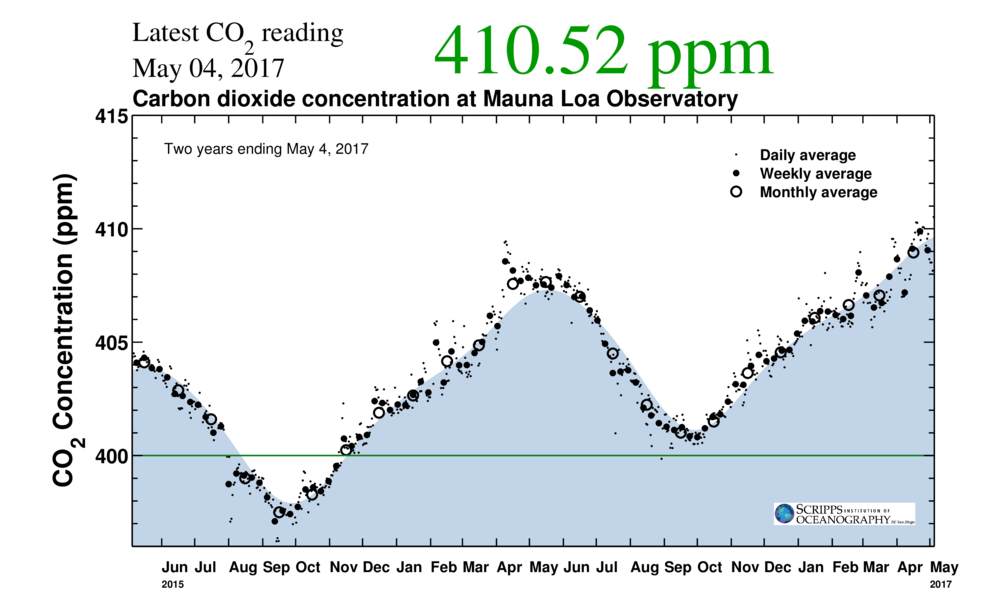 Latest CO2 reading
May 04, 2017
410.52 ppm
Carbon dioxide concentration at Mauna Loa Observatory
Two years ending May 4, 2017
Daily average
Weekly average
Monthly average
CO2 Concentration (ppm)
415
410
405
400
SCRIPPS INSTITUTION OF
OCEANOGRAPHY UC San Diego
Jun Jul Aug Sep Oct Nov Dec Jan Feb Mar Apr May Jun Jul Aug Sep Oct Nov Dec Jan Feb Mar Apr May
2015 2017